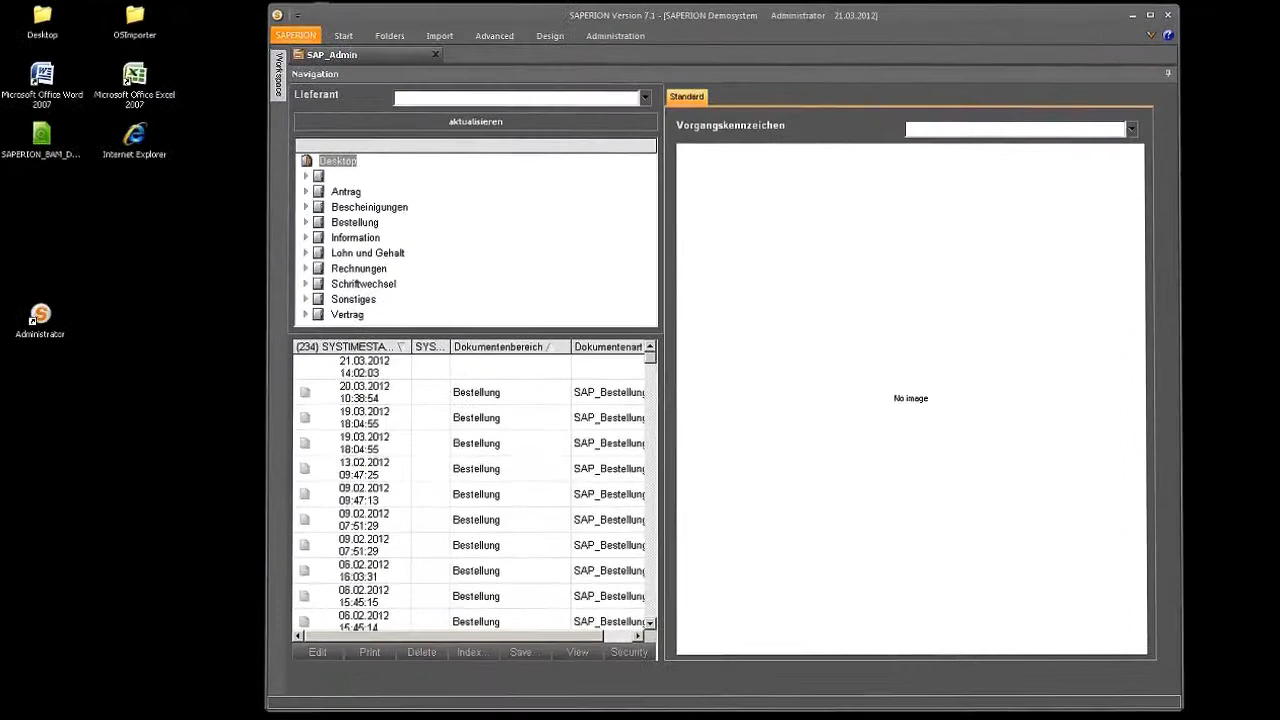 Desktop
OSImporter
Microsoft Office Word
2007
Microsoft Office Excel
2007
SAPERION_BAM_D...
Internet Explorer
Administrator
SAPERION Version 7.1 - [SAPERION Demosystem Administrator 21.03.2012]
SAPERION Start Folders Import Advanced Design Administration
Workspace
SAP_Admin
Navigation
Lieferant
aktualisieren
Desktop
Antrag
Bescheinigungen
Bestellung
Information
Lohn und Gehalt
Rechnungen
Schriftwechsel
Sonstiges
Vertrag
(234) SYSTIMESTA... SYS... Dokumentenbereich Dokumentenart
21.03.2012
14:02:03
20.03.2012
10:38:54 Bestellung SAP_Bestellung
19.03.2012
18:04:55 Bestellung SAP_Bestellung
19.03.2012
18:04:55 Bestellung SAP_Bestellung
13.02.2012
09:47:25 Bestellung SAP_Bestellung
09.02.2012
09:47:13 Bestellung SAP_Bestellung
09.02.2012
07:51:29 Bestellung SAP_Bestellung
09.02.2012
07:51:29 Bestellung SAP_Bestellung
06.02.2012
16:03:31 Bestellung SAP_Bestellung
06.02.2012
15:45:15 Bestellung SAP_Bestellung
06.02.2012
15:45:14 Bestellung SAP_Bestellung
Edit Print Delete Index... Save... View Security
Standard
Vorgangskennzeichen
No image